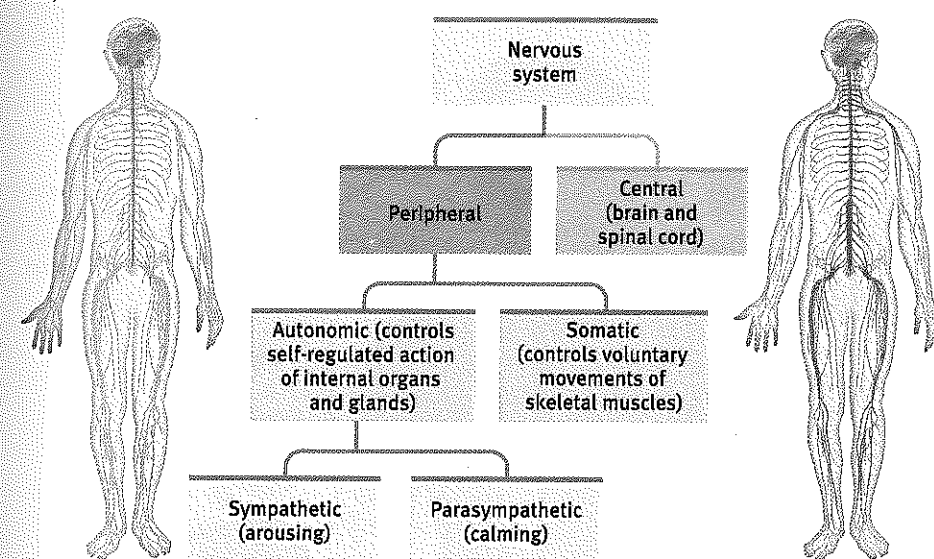 Nervous
system
Peripheral
Central
(brain and
spinal cord)
Autonomic (controls
self-regulated action
of internal organs
and glands)
Somatic
(controls voluntary
movements of
skeletal muscles)
Sympathetic
(arousing)
Parasympathetic
(calming)